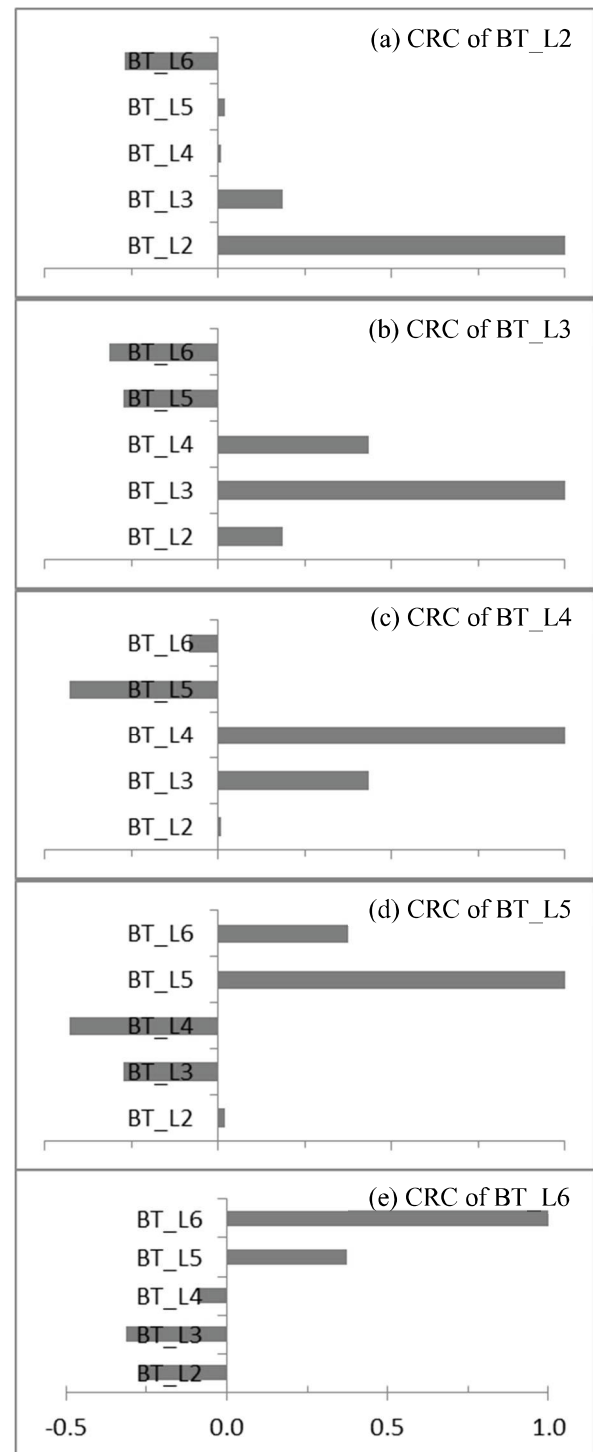 (a) CRC of BT_L2
BT_L6
BT_L5
BT_L4
BT_L3
BT_L2
(b) CRC of BT_L3
BT_L6
BT_L5
BT_L4
BT_L3
BT_L2
(c) CRC of BT_L4
BT_L6
BT_L5
BT_L4
BT_L3
BT_L2
(d) CRC of BT_L5
BT_L6
BT_L5
BT_L4
BT_L3
BT_L2
(e) CRC of BT_L6
BT_L6
BT_L5
BT_L4
BT_L3
BT_L2
-0.5 0.0 0.5 1.0